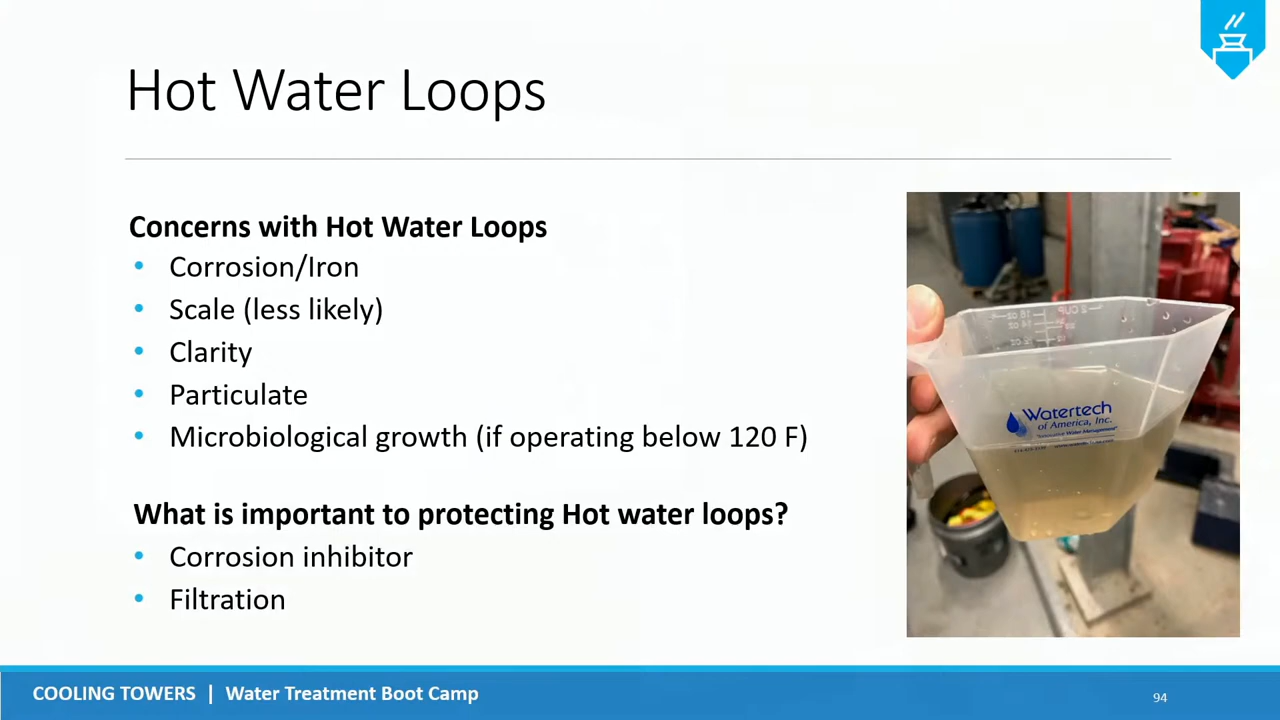 Hot Water Loops
Concerns with Hot Water Loops
• Corrosion/Iron
• Scale (less likely)
• Clarity
• Particulate
• Microbiological growth (if operating below 120 F)
What is important to protecting Hot water loops?
• Corrosion inhibitor
• Filtration
Watertech
of America, Inc.
COOLING TOWERS | Water Treatment Boot Camp
94